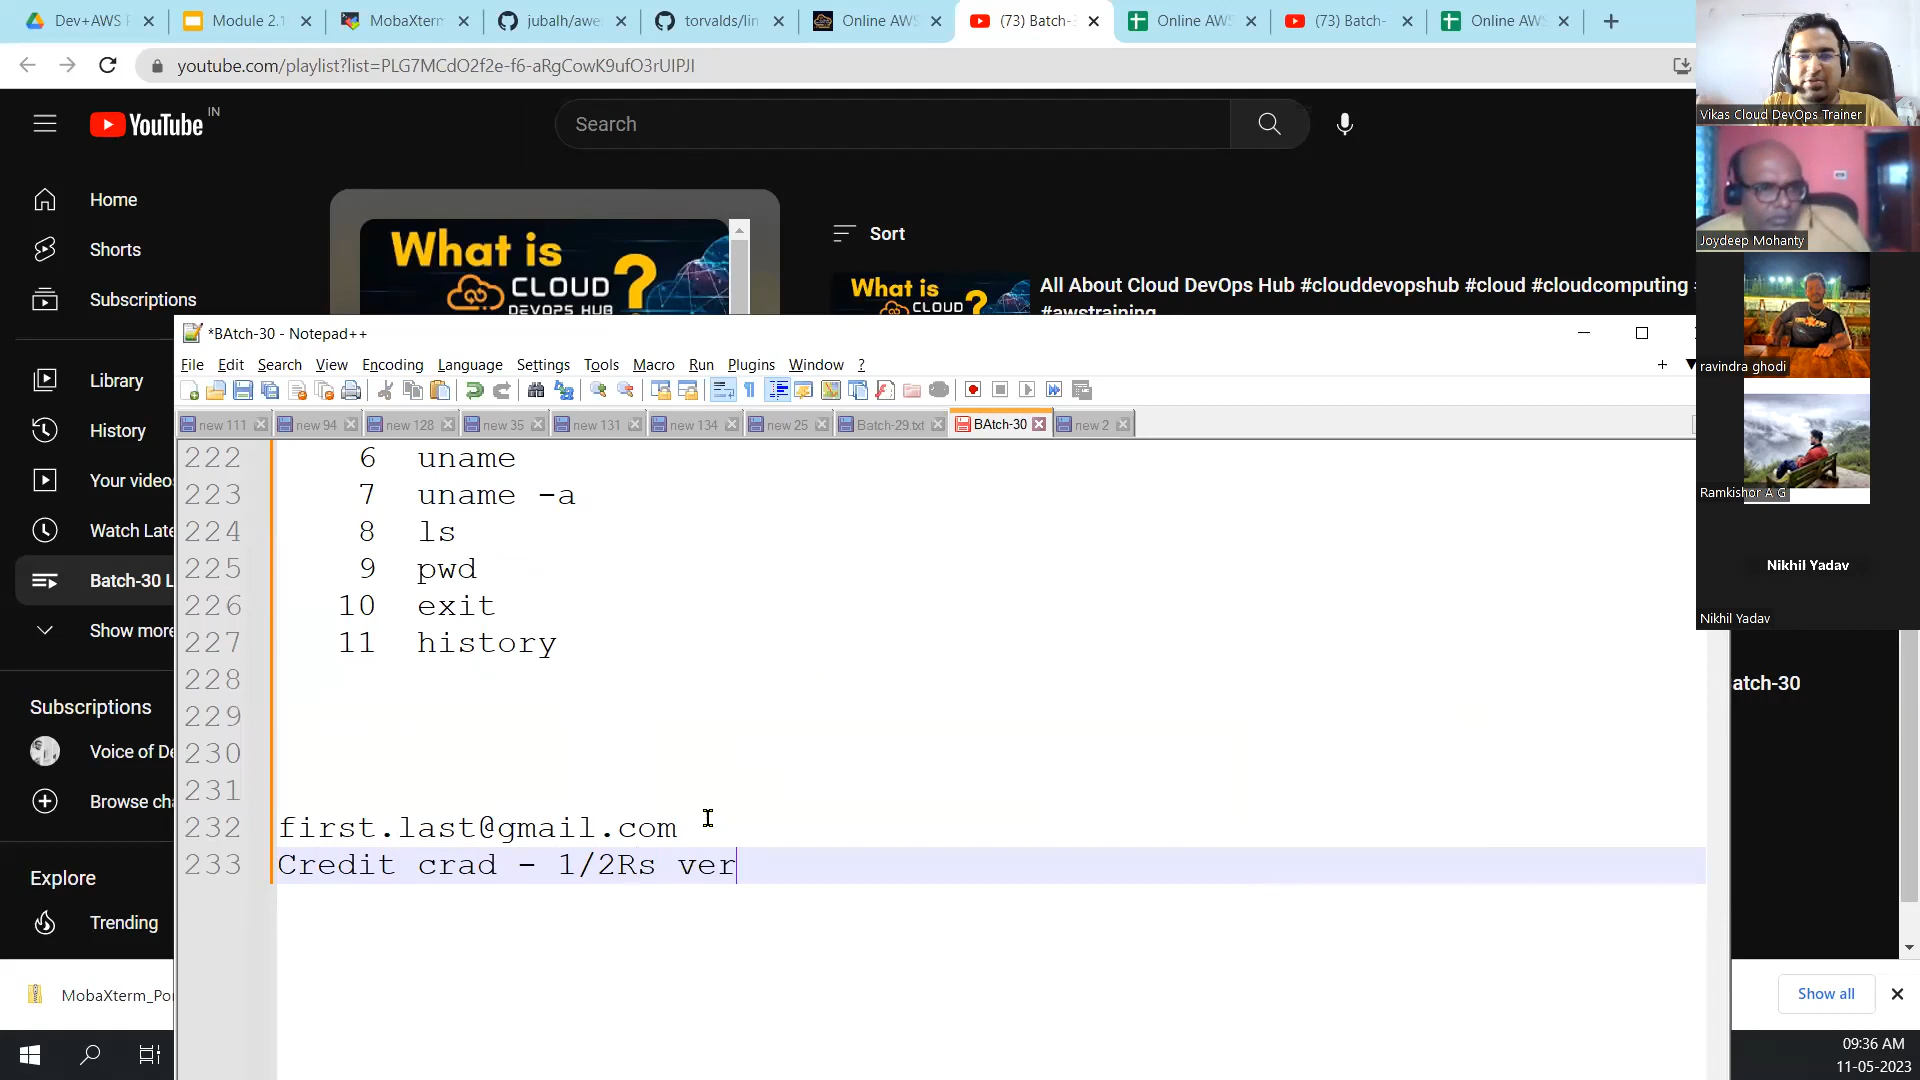 Dev+AWS F
Module 2.1
MobaXterm
jubalh/awe
torvalds/lin
Online AWS
(73) Batch-
Online AWS
(73) Batch-
Online AWS
youtube.com/playlist?list=PLG7MCdO2f2e-f6-aRgCowK9ufO3rUIPJI
YouTube IN
Search
Home
Shorts
Subscriptions
Library
History
Your videos
Watch Late
Batch-30 L
Show more
Subscriptions
Voice of De
Browse cha
Explore
Trending
What is
CLOUD
DEVOPS HUB
?
Sort
What is
CLOUD
?
All About Cloud DevOps Hub #clouddevopshub #cloud #cloudcomputing
#awstraining
*BAtch-30 - Notepad++
File Edit Search View Encoding Language Settings Tools Macro Run Plugins Window ?
new 111 new 94 new 128 new 35 new 131 new 134 new 25 Batch-29.txt BAtch-30 new 2
222 6 uname
223 7 uname -a
224 8 ls
225 9 pwd
226 10 exit
227 11 history
228
229
230
231
232 first.last@gmail.com
233 Credit crad - 1/2Rs ver
Vikas Cloud DevOps Trainer
Joydeep Mohanty
ravindra ghodi
Ramkishor A G
Nikhil Yadav
Nikhil Yadav
atch-30
MobaXterm_Po
Show all
09:36 AM
11-05-2023